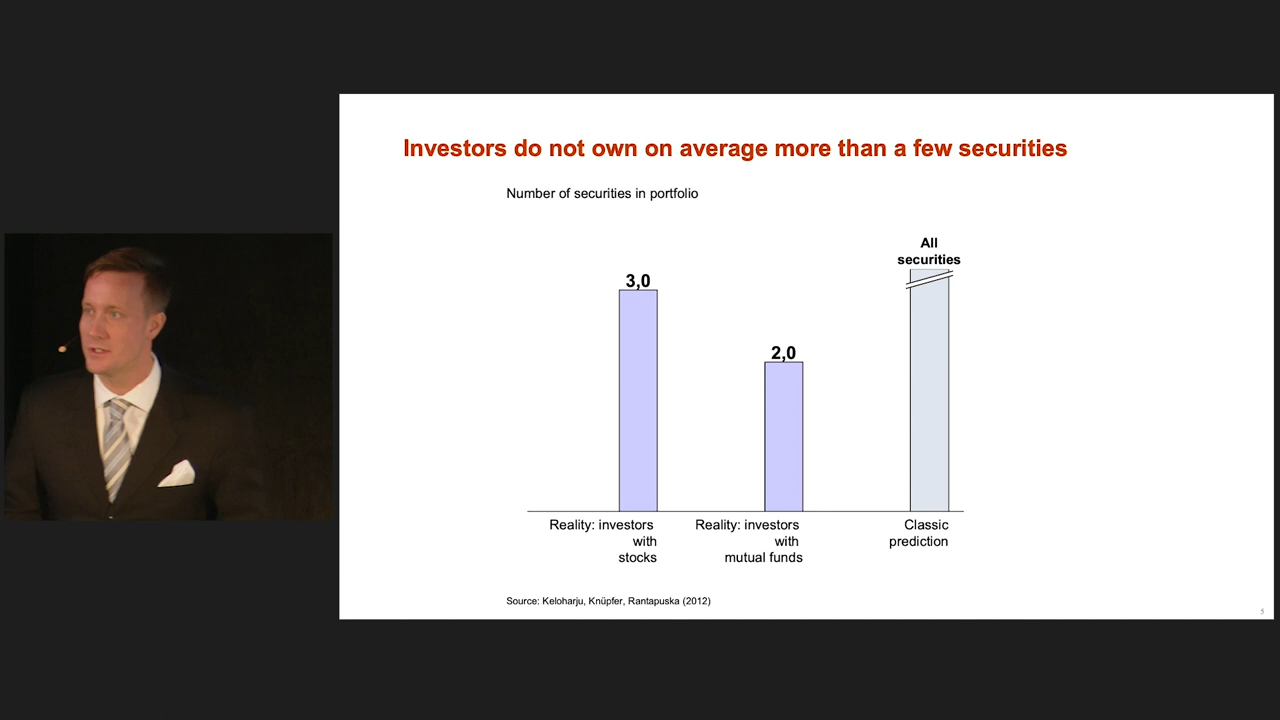 Investors do not own on average more than a few securities
Number of securities in portfolio
All
securities
3,0
2,0
Reality: investors
with
stocks
Reality: investors
with
mutual funds
Classic
prediction
Source: Keloharju, Knüpfer, Rantapuska (2012)
5